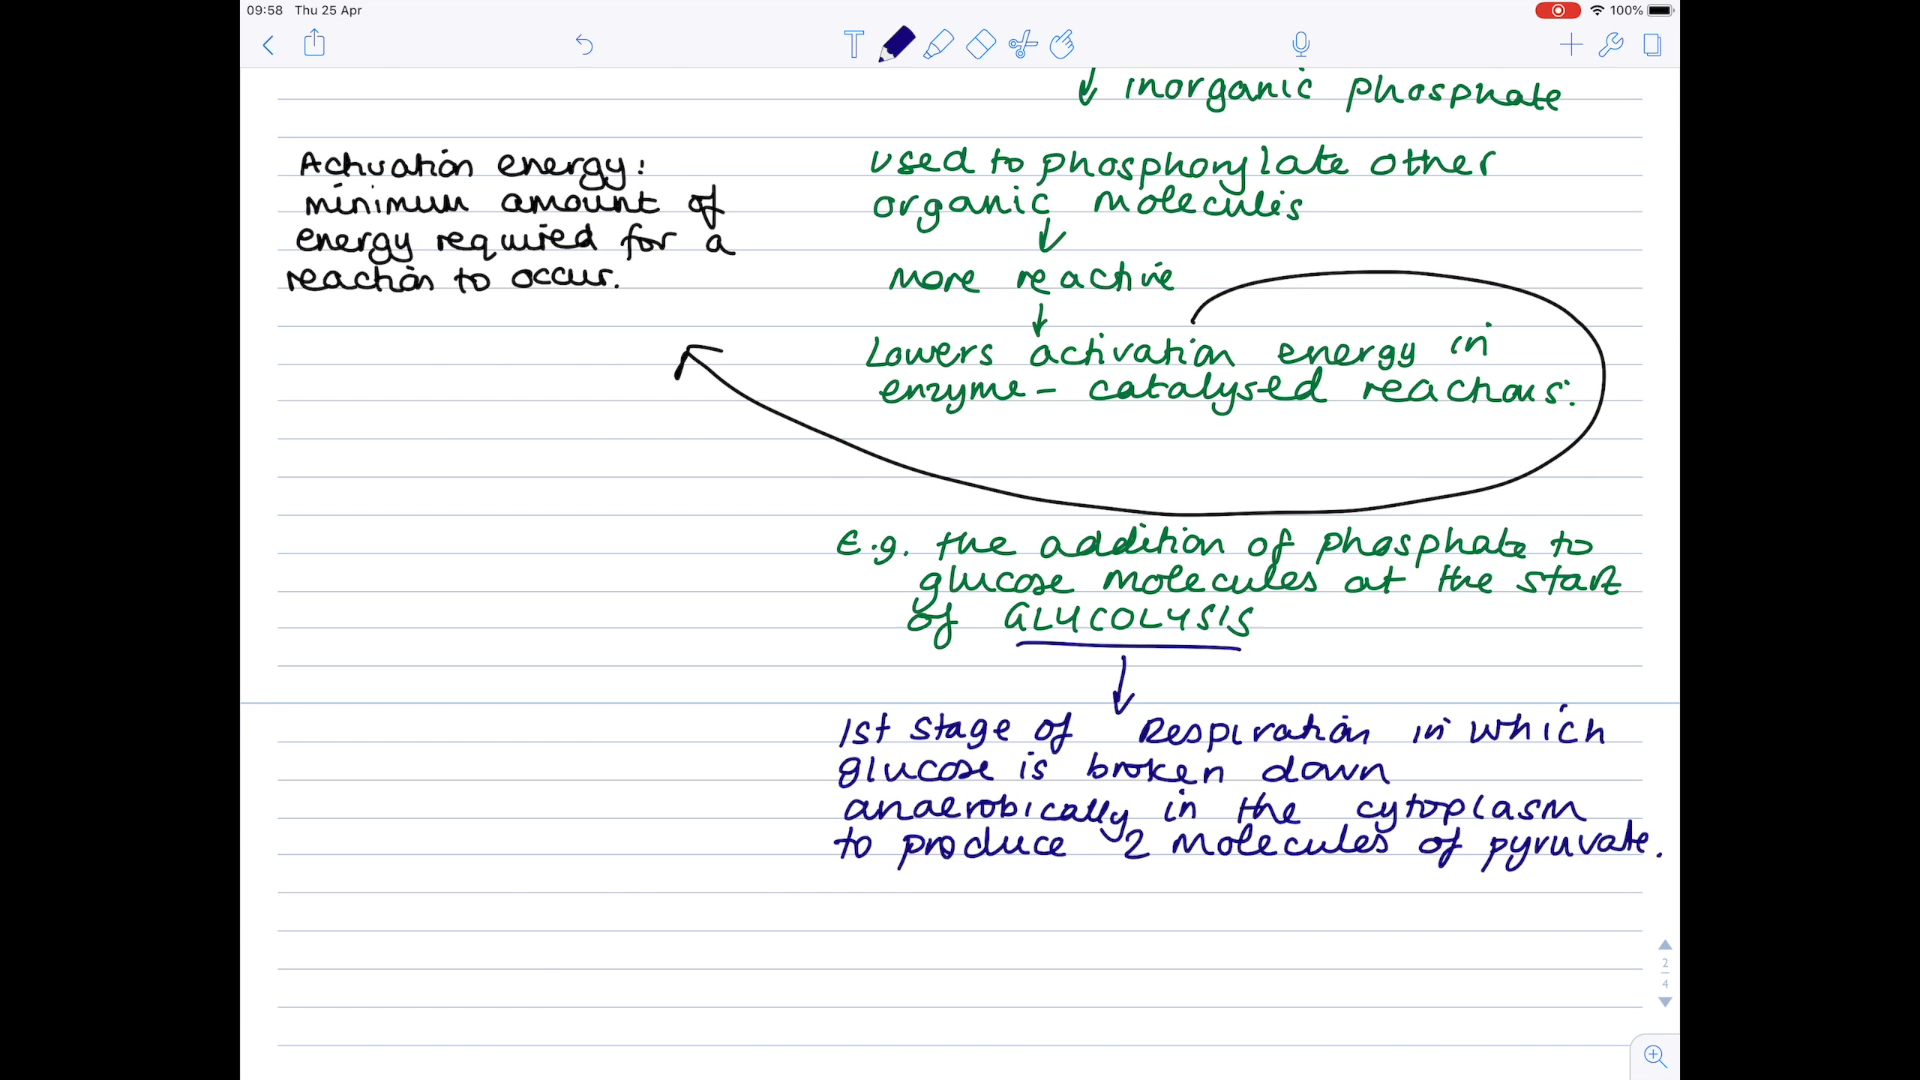 09:58 Thu 25 Apr
100%
T
inorganic phosphate
Activation energy:
minimum amount of
energy required for a
reaction to occur.
used to phosphorylate other
organic molecules
more reactive
Lowers activation energy in
enzyme - catalysed reactions.
E.g. the addition of phosphate to
glucose molecules at the start
of GLYCOLYSIS
1st stage of Respiration in which
glucose is broken down
anaerobically in the cytoplasm
to produce 2 molecules of pyruvate.
2
4